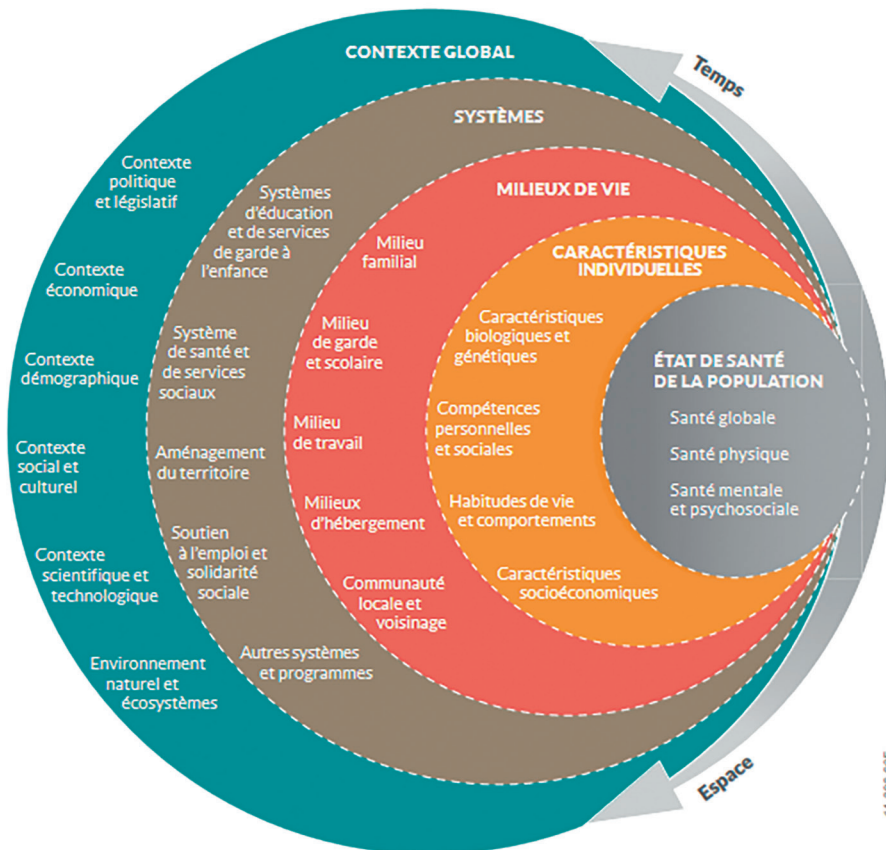 CONTEXTE GLOBAL
Temps
SYSTÈMES
MILIEUX DE VIE
CARACTÉRISTIQUES
INDIVIDUELLES
ÉTAT DE SANTÉ
DE LA POPULATION
Santé globale
Santé physique
Santé mentale
et psychosociale
Contexte
politique
et législatif
Contexte
économique
Contexte
démographique
Contexte
social et
culturel
Contexte
scientifique et
technologique
Environnement
naturel et
écosystèmes
Systèmes
d'éducation
et de services
de garde à
l'enfance
Système
de santé et
de services
sociaux
Aménagement
du territoire
Soutien
à l'emploi et
solidarité
sociale
Autres systèmes
et programmes
Milieu
familial
Milieu
de garde
et scolaire
Milieu
de travail
Milieux
d'hébergement
Communauté
locale et
voisinage
Caractéristiques
biologiques et
génétiques
Compétences
personnelles
et sociales
Habitudes de vie
et comportements
Caractéristiques
socioéconomiques
Espace